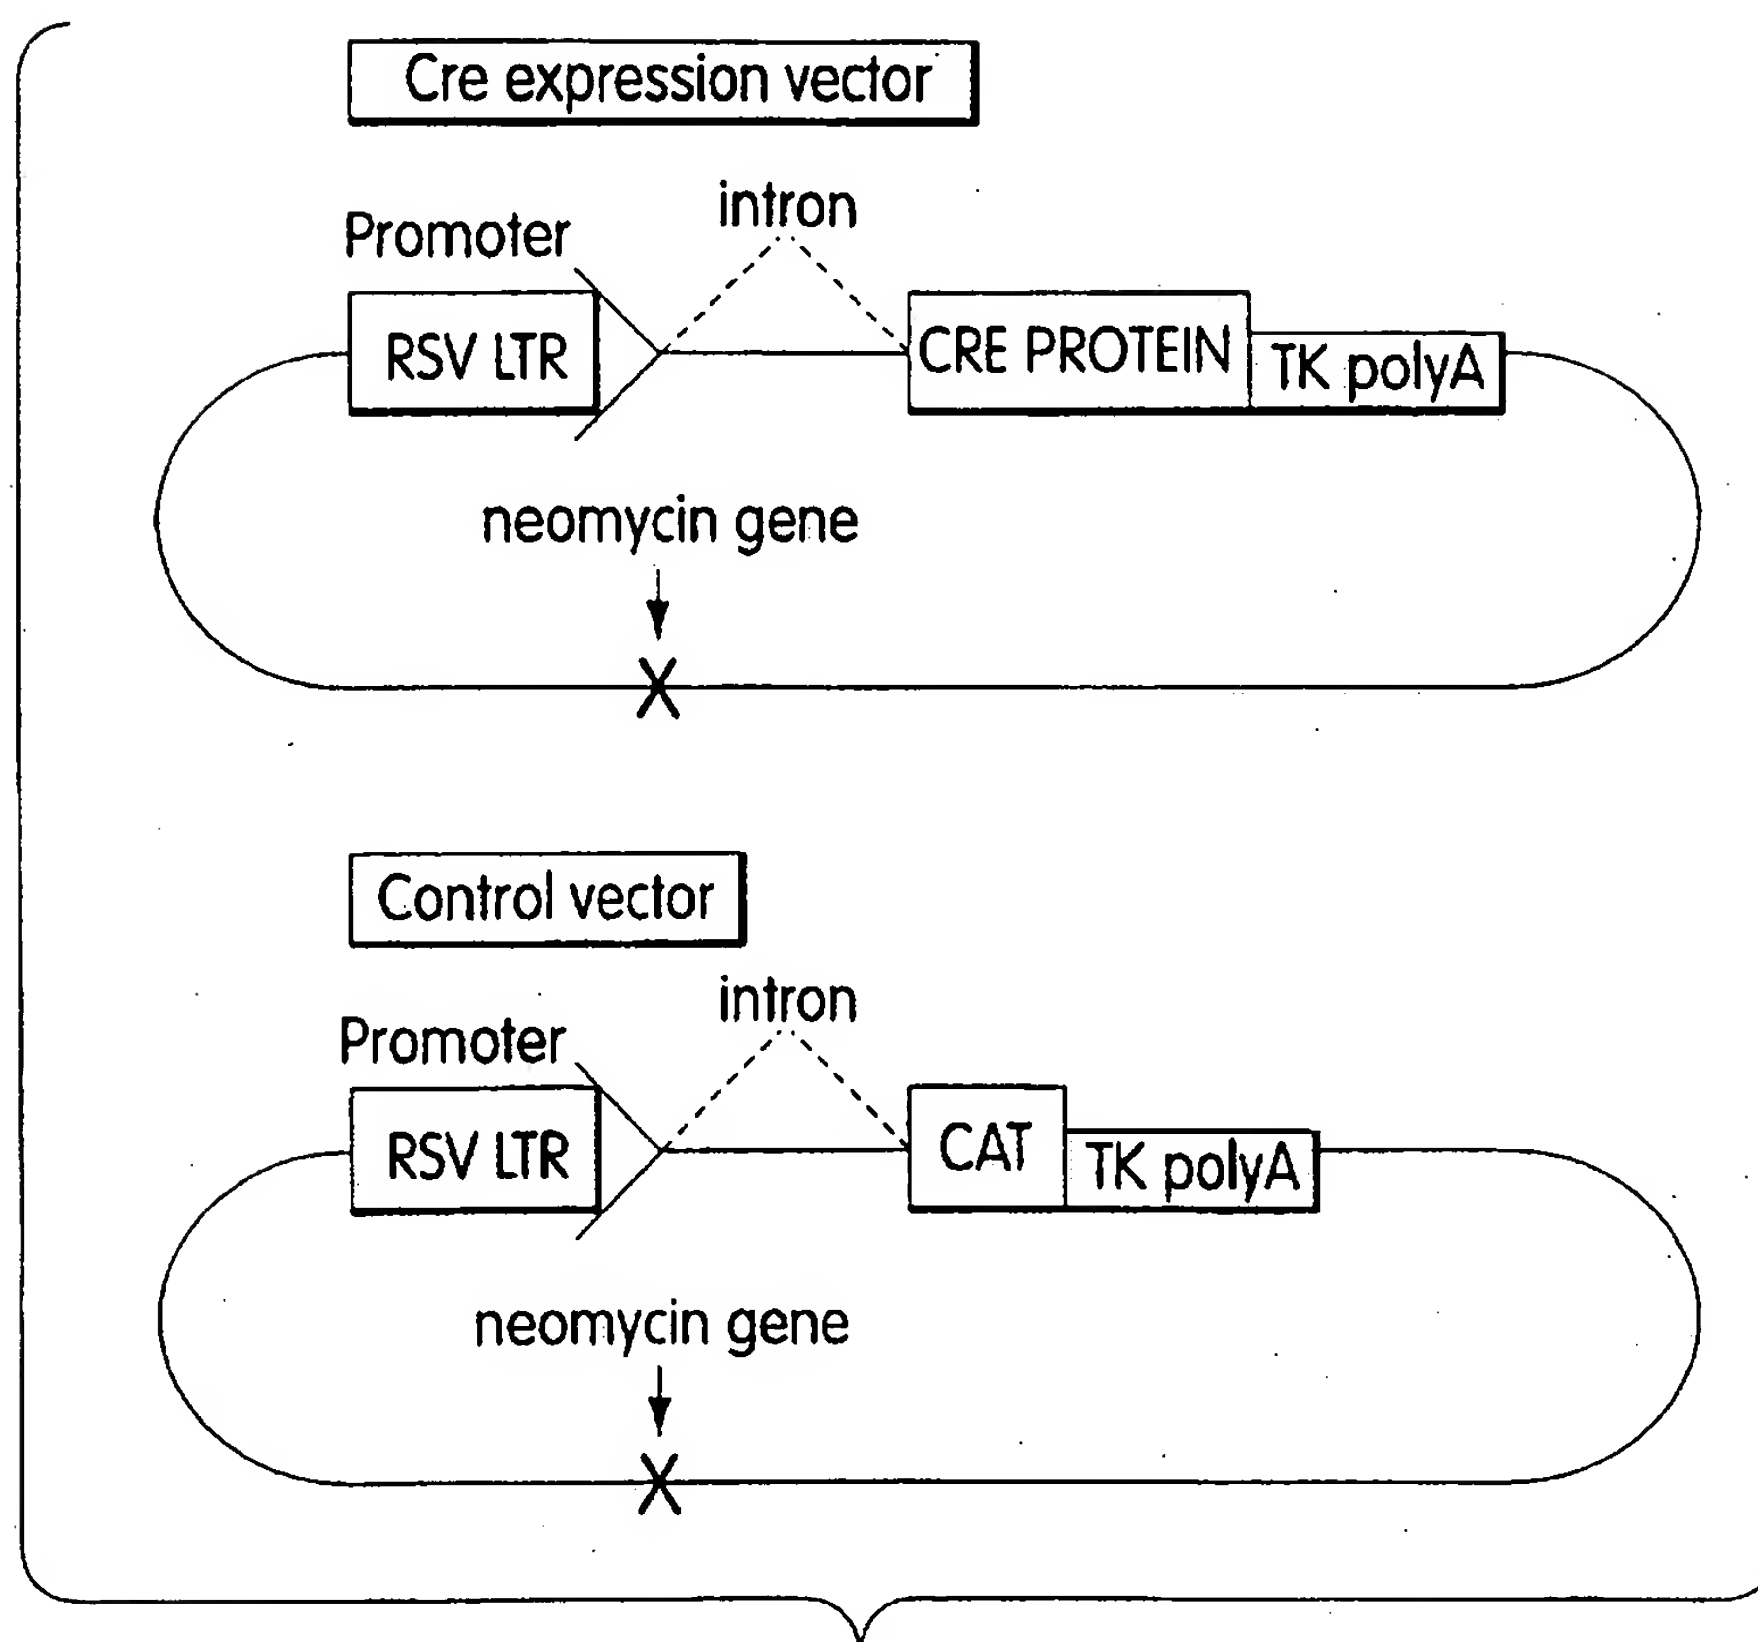 Cre expression vector
intron
Promoter
RSV LTR
CRE PROTEIN
TK polyA
neomycin gene
X
Control vector
intron
Promoter
RSV LTR
CAT
TK polyA
neomycin gene
X